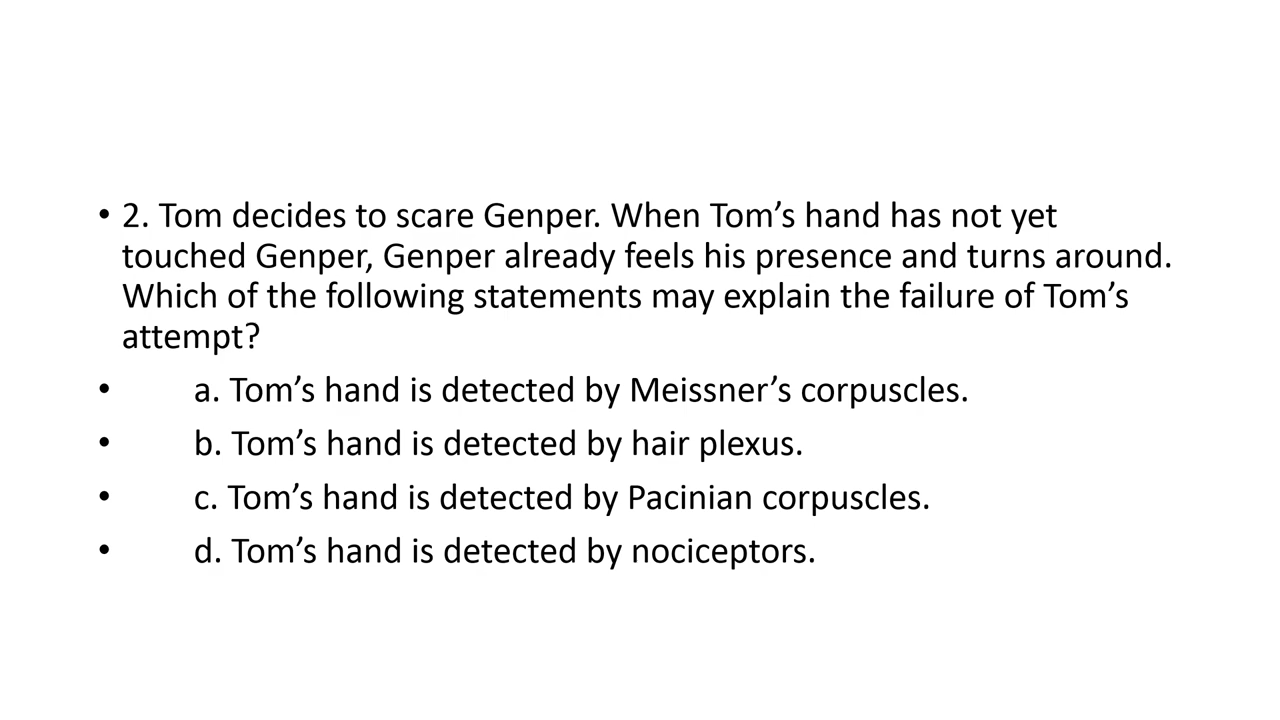 • 2. Tom decides to scare Genper. When Tom’s hand has not yet
touched Genper, Genper already feels his presence and turns around.
Which of the following statements may explain the failure of Tom’s
attempt?
• a. Tom’s hand is detected by Meissner’s corpuscles.
• b. Tom’s hand is detected by hair plexus.
• c. Tom’s hand is detected by Pacinian corpuscles.
• d. Tom’s hand is detected by nociceptors.